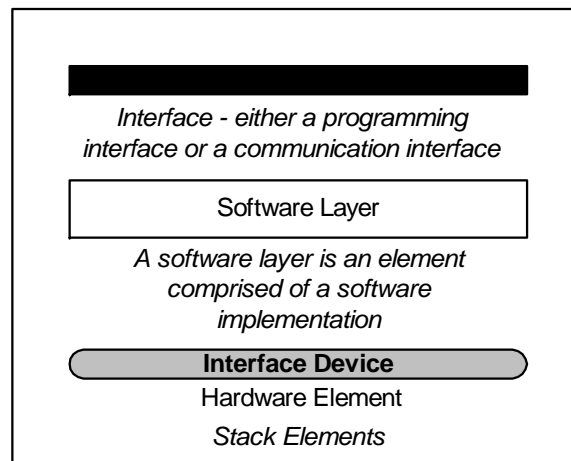 Interface - either a programming
interface or a communication interface
Software Layer
A software layer is an element
comprised of a software
implementation
Interface Device
Hardware Element
Stack Elements